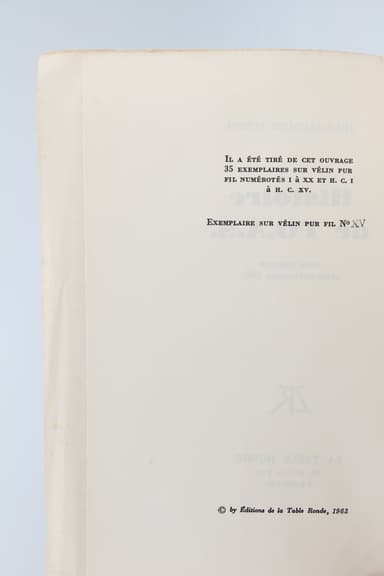 Il a été tiré de cet ouvrage
35 exemplaires sur vélin pur
fil numérotés I à XX et H. C. I
à H. C. XV.
Exemplaire sur vélin pur fil No XV
© by Éditions de la Table Ronde, 1963